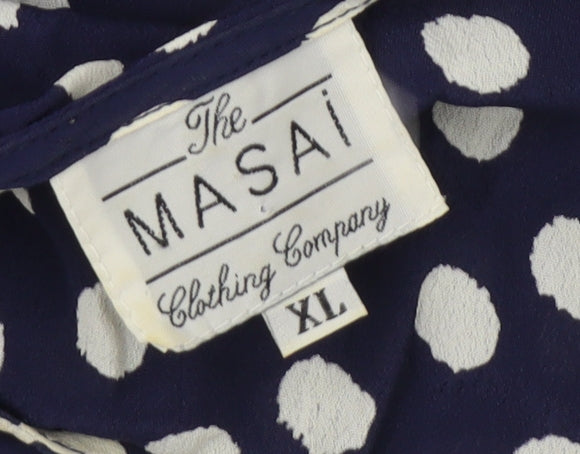 The
MASAi
Clothing Company
XL